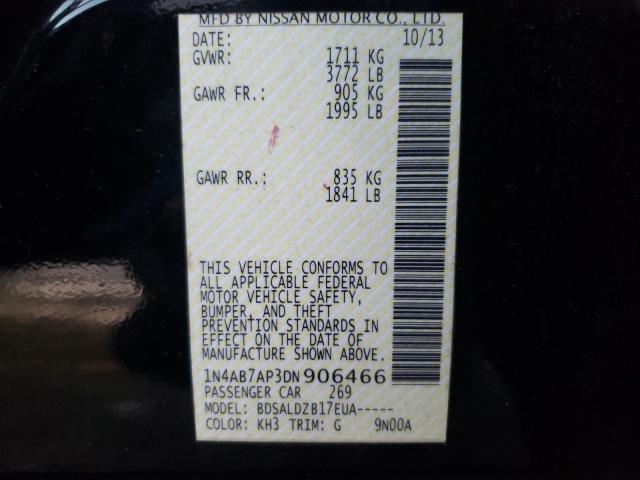 MFD BY NISSAN MOTOR CO., LTD.
DATE: 10/13
GVWR: 1711 KG
3772 LB
GAWR FR.: 905 KG
1995 LB
GAWR RR.: 835 KG
1841 LB
THIS VEHICLE CONFORMS TO
ALL APPLICABLE FEDERAL
MOTOR VEHICLE SAFETY,
BUMPER, AND THEFT
PREVENTION STANDARDS IN
EFFECT ON THE DATE OF
MANUFACTURE SHOWN ABOVE.
1N4AB7AP3DN906466
PASSENGER CAR 269
MODEL: BDSALDZB17EUA-----
COLOR: KH3 TRIM: G 9N00A